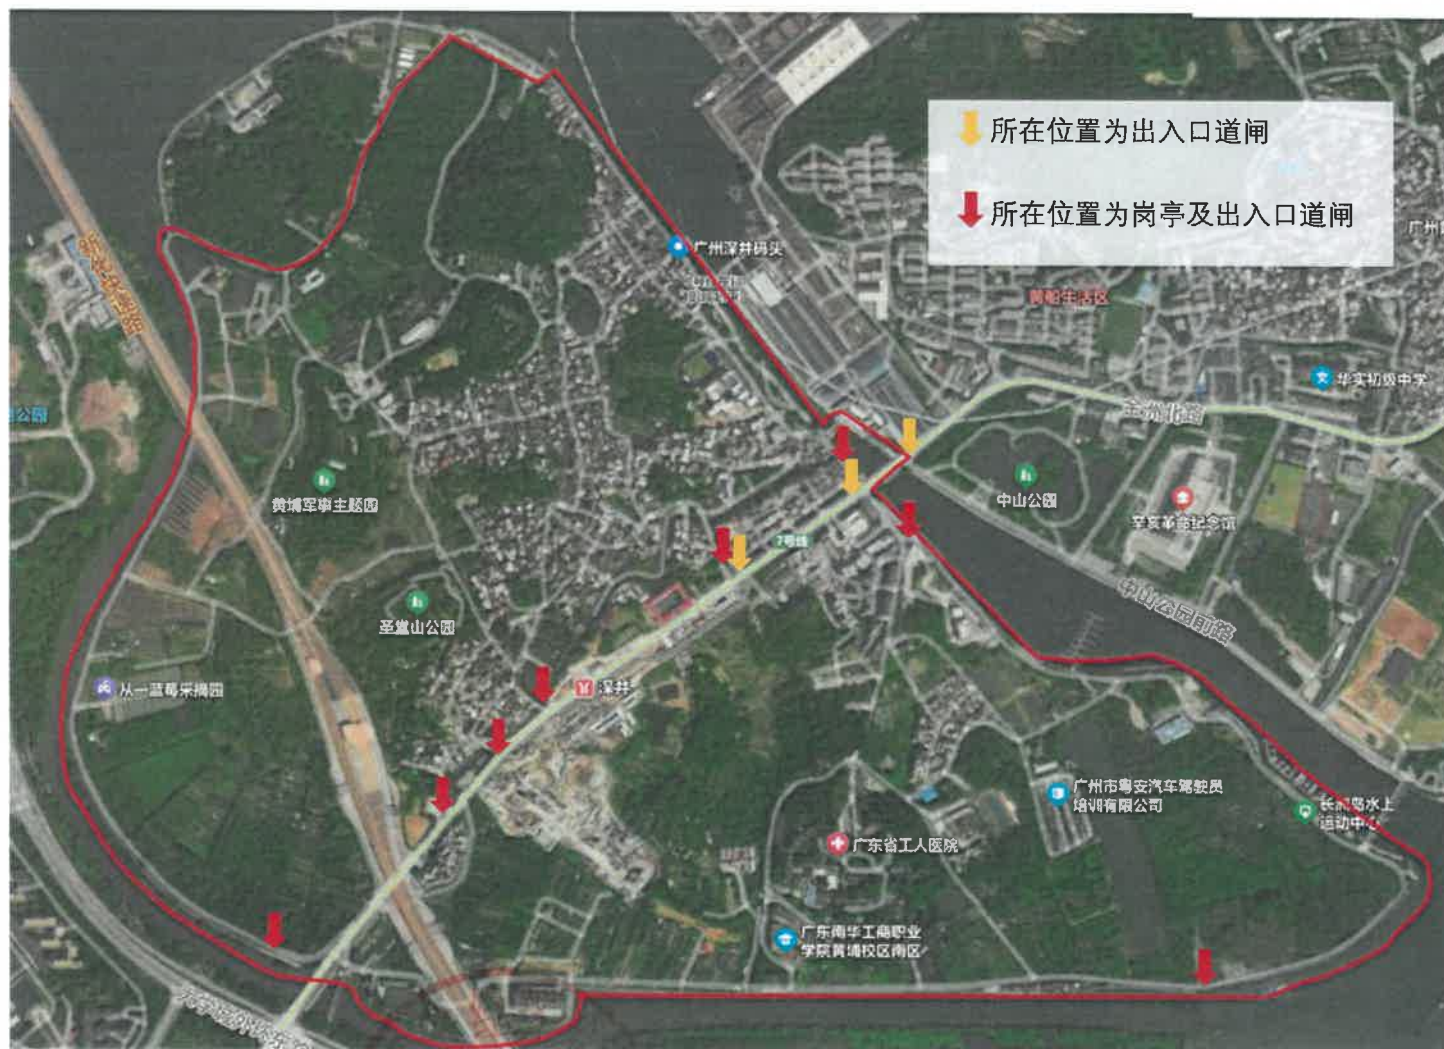 所在位置为出入口道闸
所在位置为岗亭及出入口道闸
广州深井码头
黄船生活区
华实初级中学
金洲北路
中山公园
辛亥革命纪念馆
黄埔军事主题园
7号线
中山公园前路
圣堂山公园
从一蓝莓采摘园
深井
广州市粤安汽车驾驶员
培训有限公司
长洲岛水上
运动中心
广东省工人医院
广东南华工商职业
学院黄埔校区南区